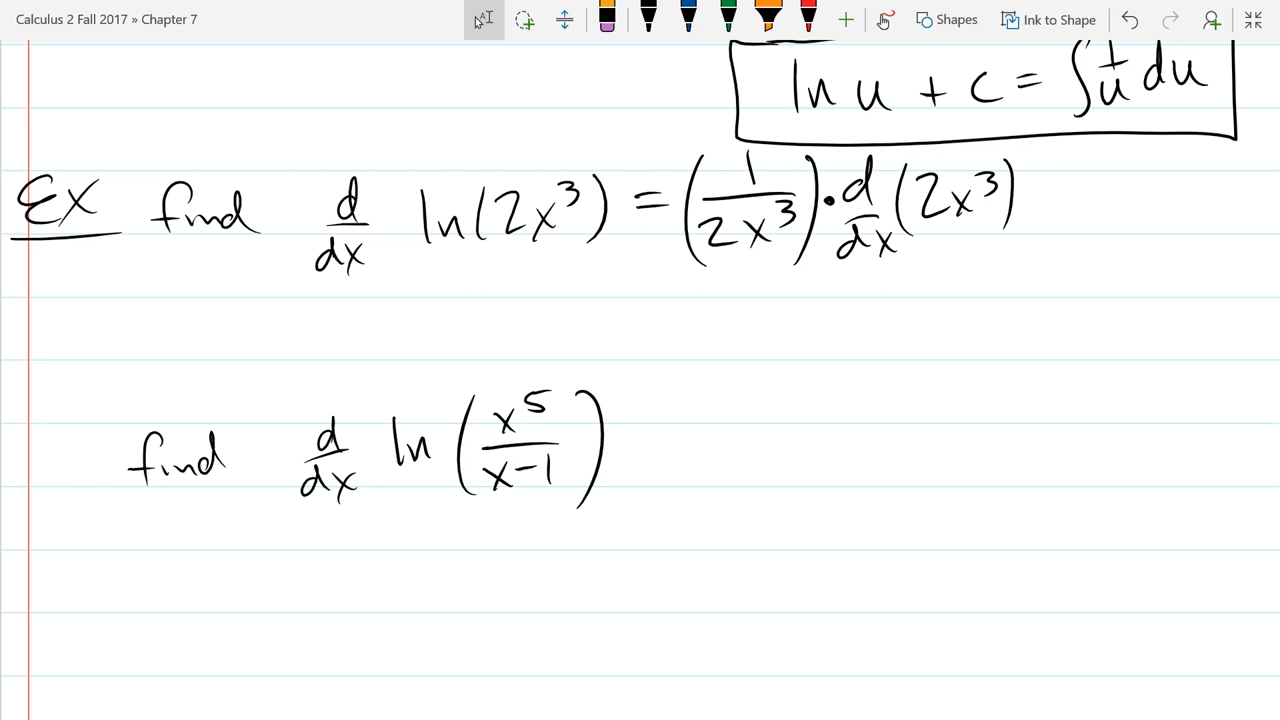 Calculus 2 Fall 2017 » Chapter 7 Shapes Ink to Shape
ln u + c = ∫ 1/u du
Ex find d/dx ln(2x³) = (1/(2x³)) · d/dx (2x³)
find d/dx ln(x⁵/(x-1))